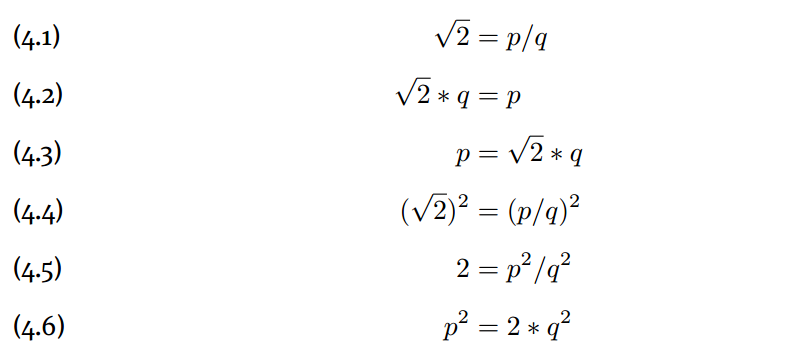 (4.1) √2 = p/q
(4.2) √2 ∗ q = p
(4.3) p = √2 ∗ q
(4.4) (√2)² = (p/q)²
(4.5) 2 = p²/q²
(4.6) p² = 2 ∗ q²